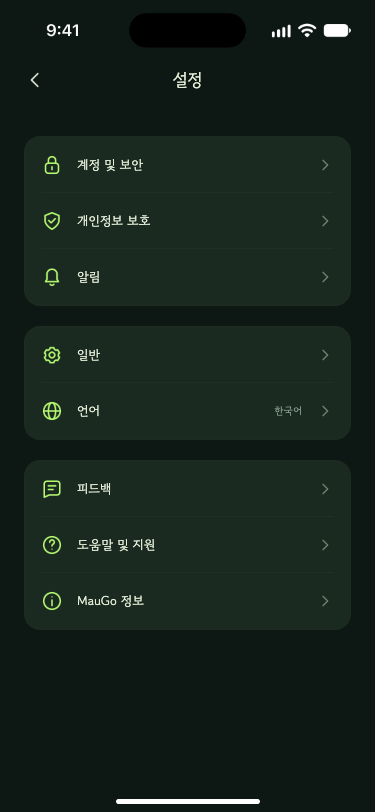 9:41
설정
계정 및 보안
개인정보 보호
알림
일반
언어 한국어
피드백
도움말 및 지원
MauGo 정보